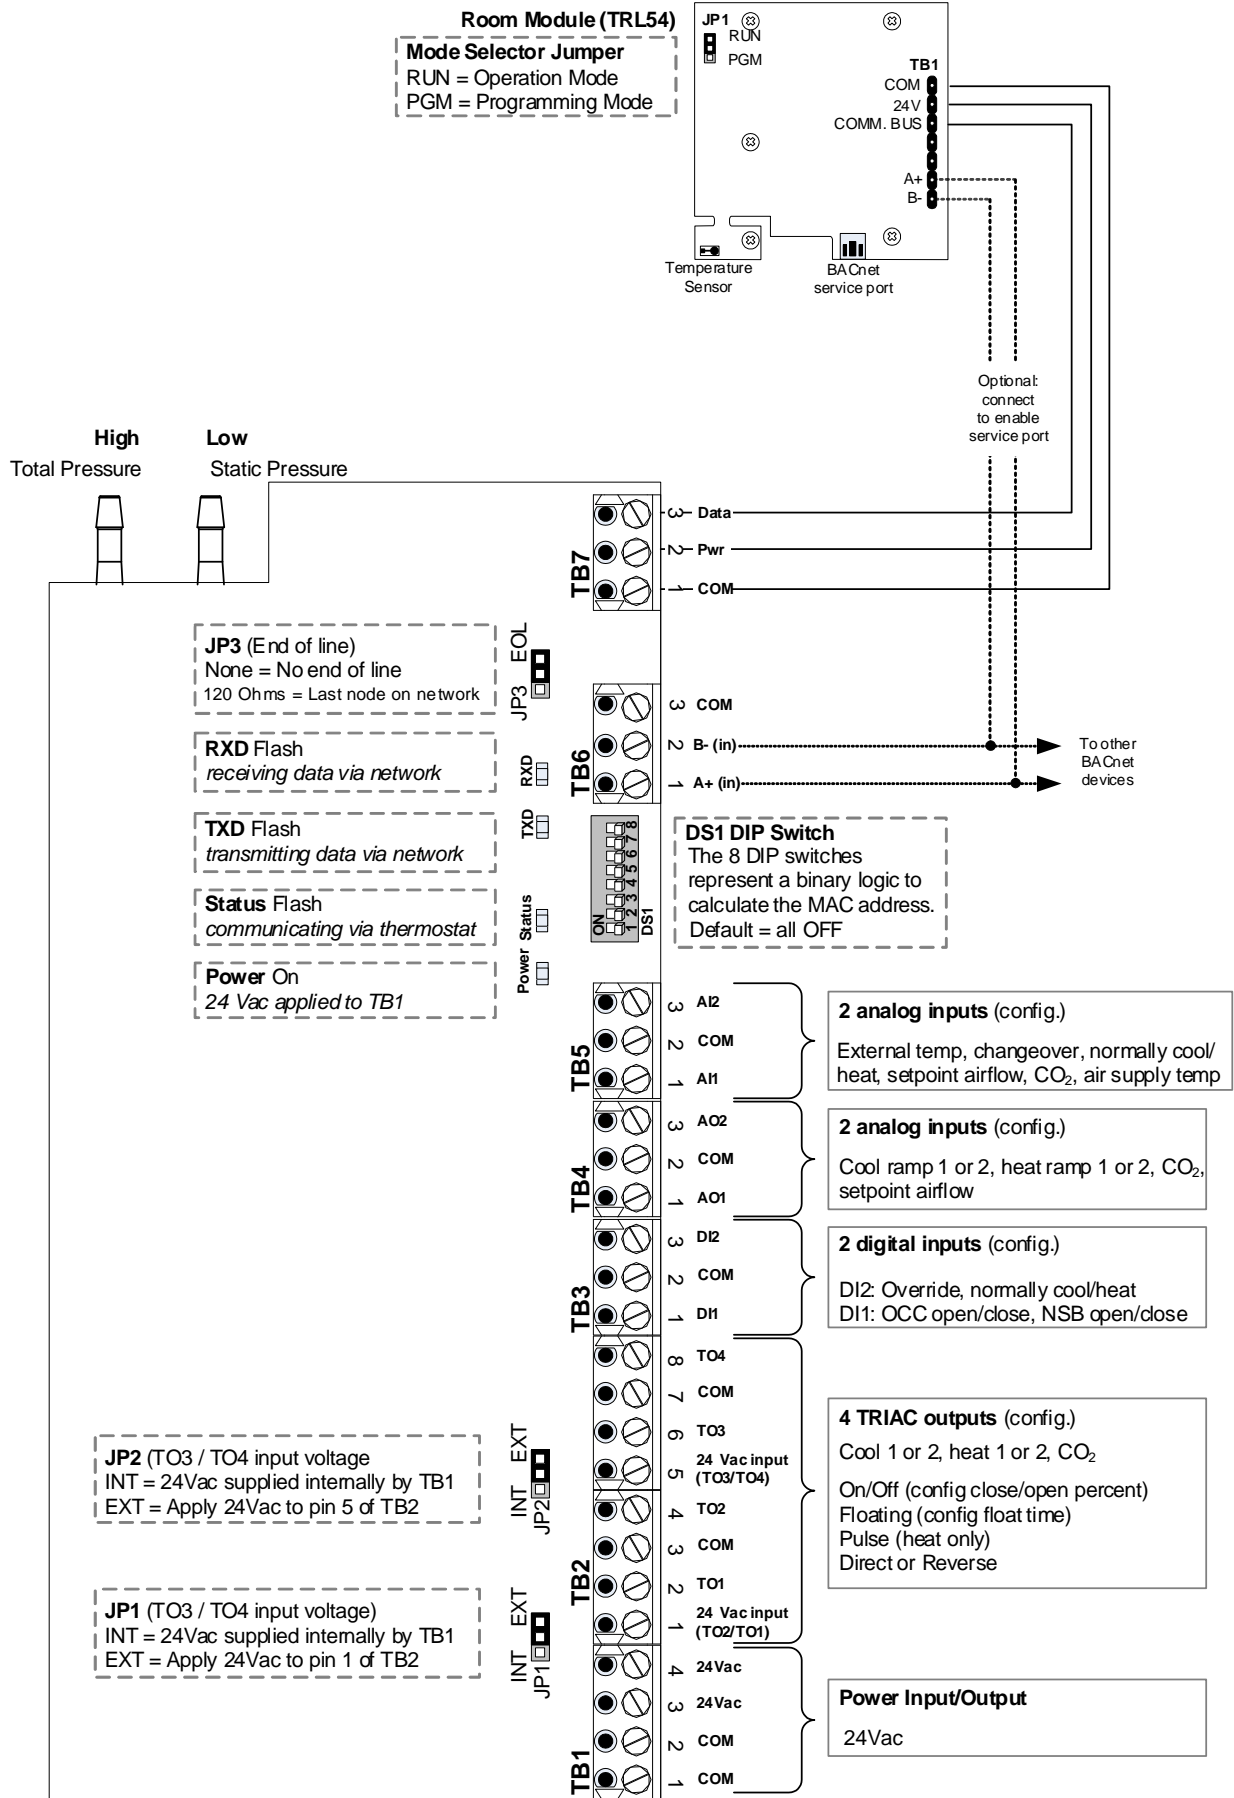 Room Module (TRL54)
Mode Selector Jumper
RUN = Operation Mode
PGM = Programming Mode
JP1
RUN
PGM
TB1
COM
24V
COMM. BUS
A+
B-
Temperature
Sensor
BACnet
service port
Optional:
connect
to enable
service port
High
Low
Total Pressure
Static Pressure
TB7
3 Data
2 Pwr
1 COM
JP3 (End of line)
None = No end of line
120 Ohms = Last node on network
JP3 EOL
TB6
3 COM
2 B- (in)
1 A+ (in)
To other
BACnet
devices
RXD Flash
receiving data via network
RXD
TXD Flash
transmitting data via network
TXD
Status Flash
communicating via thermostat
Status
Power On
24 Vac applied to TB1
Power
ON
1 2 3 4 5 6 7 8
DS1
DS1 DIP Switch
The 8 DIP switches
represent a binary logic to
calculate the MAC address.
Default = all OFF
TB5
3 AI2
2 COM
1 AI1
2 analog inputs (config.)
External temp, changeover, normally cool/
heat, setpoint airflow, CO2, air supply temp
TB4
3 AO2
2 COM
1 AO1
2 analog inputs (config.)
Cool ramp 1 or 2, heat ramp 1 or 2, CO2,
setpoint airflow
TB3
3 DI2
2 COM
1 DI1
2 digital inputs (config.)
DI2: Override, normally cool/heat
DI1: OCC open/close, NSB open/close
TB2
8 TO4
7 COM
6 TO3
5 24 Vac input
(TO3/TO4)
4 TO2
3 COM
2 TO1
1 24 Vac input
(TO2/TO1)
4 TRIAC outputs (config.)
Cool 1 or 2, heat 1 or 2, CO2
On/Off (config close/open percent)
Floating (config float time)
Pulse (heat only)
Direct or Reverse
JP2 (TO3 / TO4 input voltage
INT = 24Vac supplied internally by TB1
EXT = Apply 24Vac to pin 5 of TB2
INT EXT
JP2
JP1 (TO3 / TO4 input voltage)
INT = 24Vac supplied internally by TB1
EXT = Apply 24Vac to pin 1 of TB2
INT EXT
JP1
TB1
4 24Vac
3 24Vac
2 COM
1 COM
Power Input/Output
24Vac